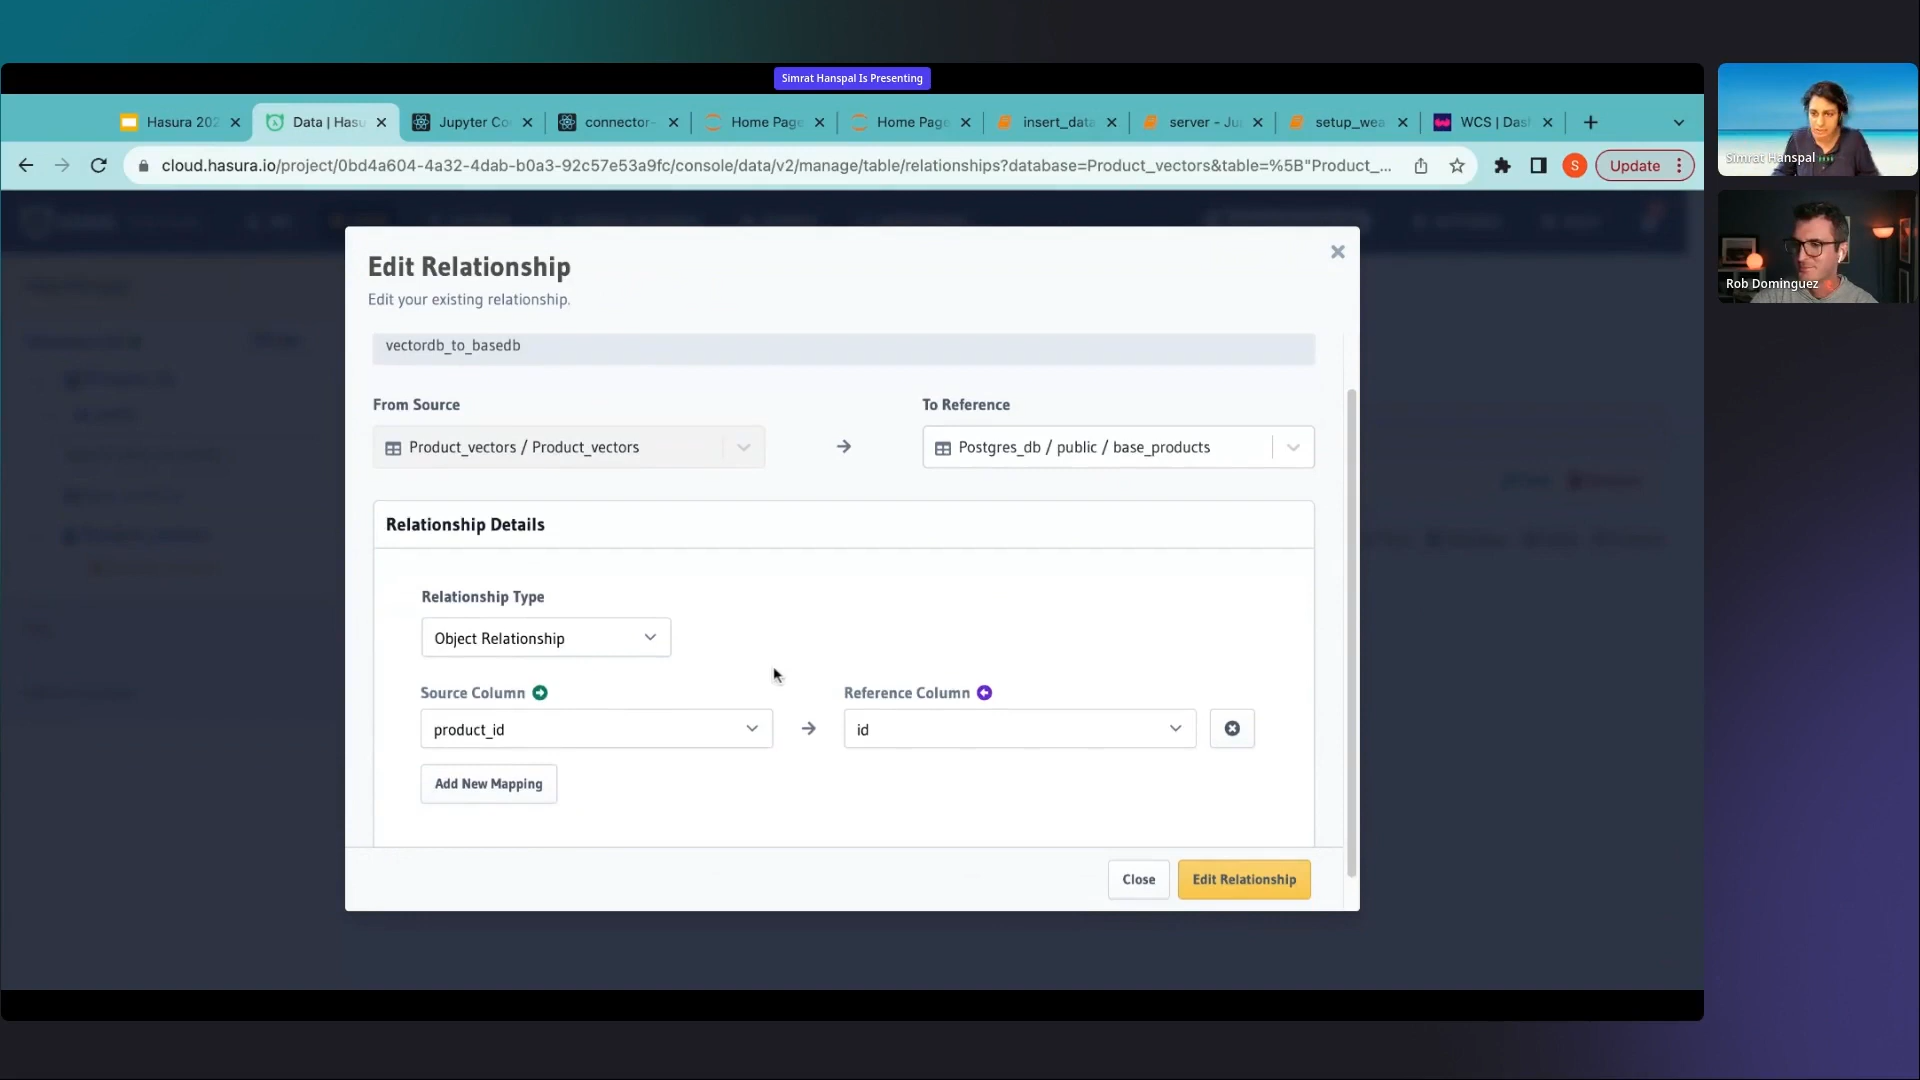 Simrat Hanspal Is Presenting
Hasura 202
Data | Hasu
Jupyter Co
connector-
Home Page
Home Page
insert_data
server - Ju
setup_wea
WCS | Das
cloud.hasura.io/project/0bd4a604-4a32-4dab-b0a3-92c57e53a9fc/console/data/v2/manage/table/relationships?database=Product_vectors&table=%5B"Product_...
S
Update
Simrat Hanspal
Rob Dominguez
Edit Relationship
Edit your existing relationship.
vectordb_to_basedb
From Source
To Reference
Product_vectors / Product_vectors
Postgres_db / public / base_products
Relationship Details
Relationship Type
Object Relationship
Source Column
Reference Column
product_id
id
Add New Mapping
Close
Edit Relationship